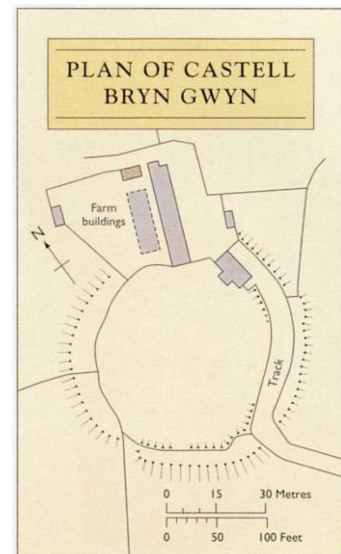 PLAN OF CASTELL
BRYN GWYN
Farm
buildings
N
Track
0 15 30 Metres
0 50 100 Feet